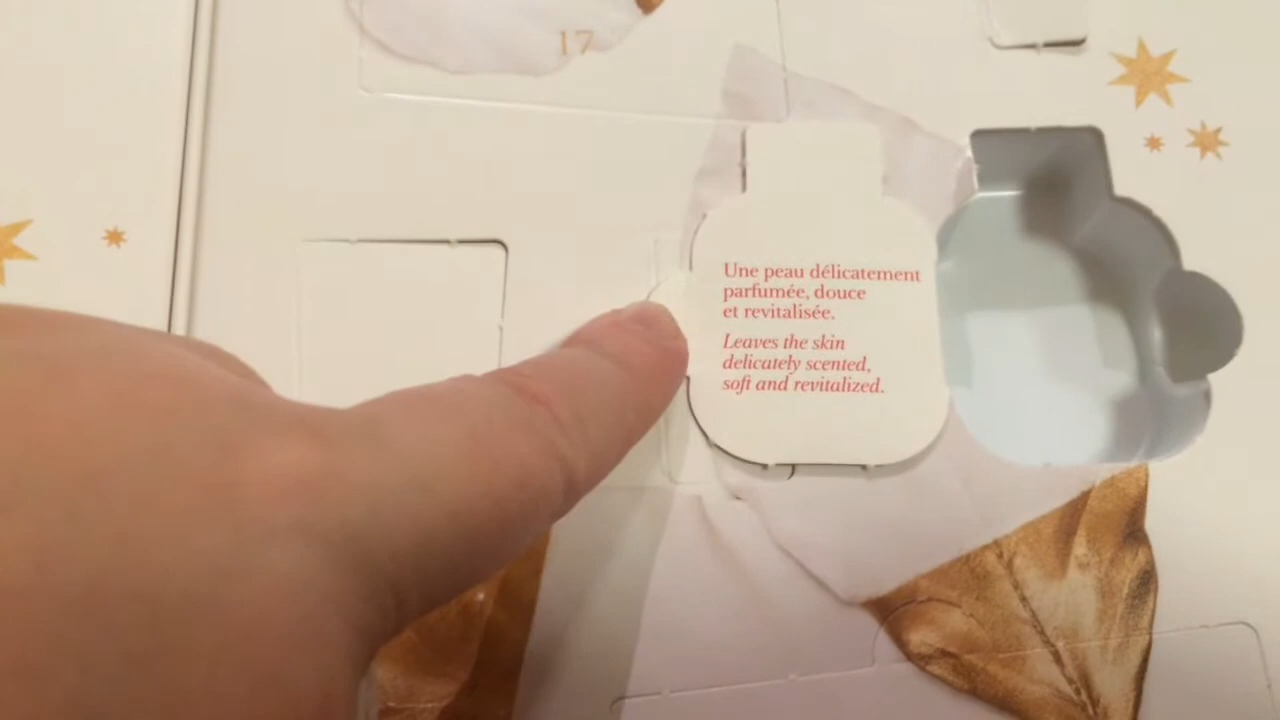 17
Une peau délicatement
parfumée, douce
et revitalisée.
Leaves the skin
delicately scented,
soft and revitalized.